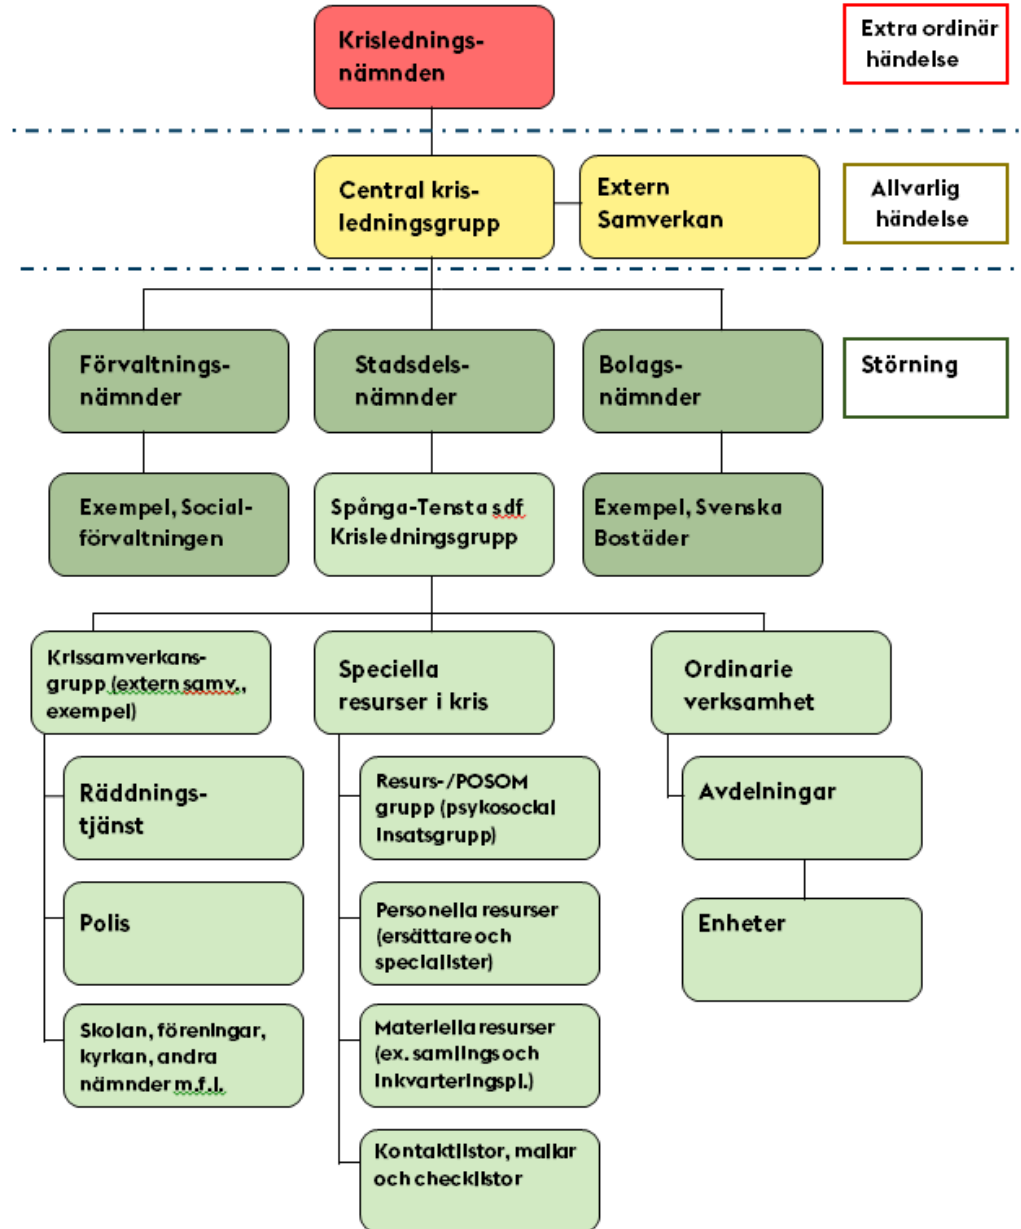 Krislednings-
nämnden
Extra ordinär
händelse
Central kris-
ledningsgrupp
Extern
Samverkan
Allvarlig
händelse
Förvaltnings-
nämnder
Stadsdels-
nämnder
Bolags-
nämnder
Störning
Exempel, Social-
förvaltningen
Spånga-Tensta sdf
Krisledningsgrupp
Exempel, Svenska
Bostäder
Krissamverkans-
grupp (extern samv.,
exempel)
Speciella
resurser i kris
Ordinarie
verksamhet
Räddnings-
tjänst
Resurs-/POSOM
grupp (psykosocial
insatsgrupp)
Avdelningar
Polis
Personella resurser
(ersättare och
specialister)
Enheter
Skolan, föreningar,
kyrkan, andra
nämnder m.f.l.
Materiella resurser
(ex. samlings och
inkvarteringspl.)
Kontaktlistor, mallar
och checklistor